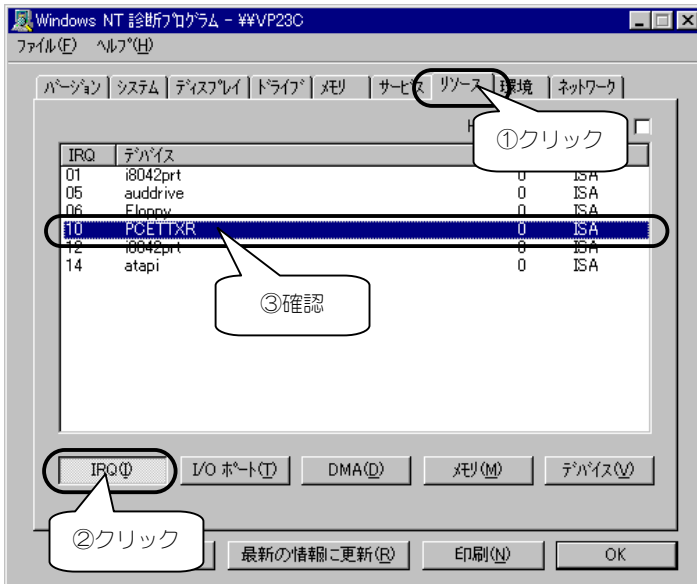 Windows NT 診断プログラム - ¥¥VP23C
ファイル(F) ヘルプ(H)
バージョン システム ディスプレイ ドライブ メモリ サービス リソース 環境 ネットワーク
①クリック
IRQ デバイス
01 i8042prt 0 ISA
05 auddrive 0 ISA
06 Floppy 0 ISA
10 PCETTXR 0 ISA
12 i8042prt 0 ISA
14 atapi 0 ISA
③確認
IRQ(I) I/O ポート(T) DMA(D) メモリ(M) デバイス(V)
②クリック
最新の情報に更新(R) 印刷(N) OK